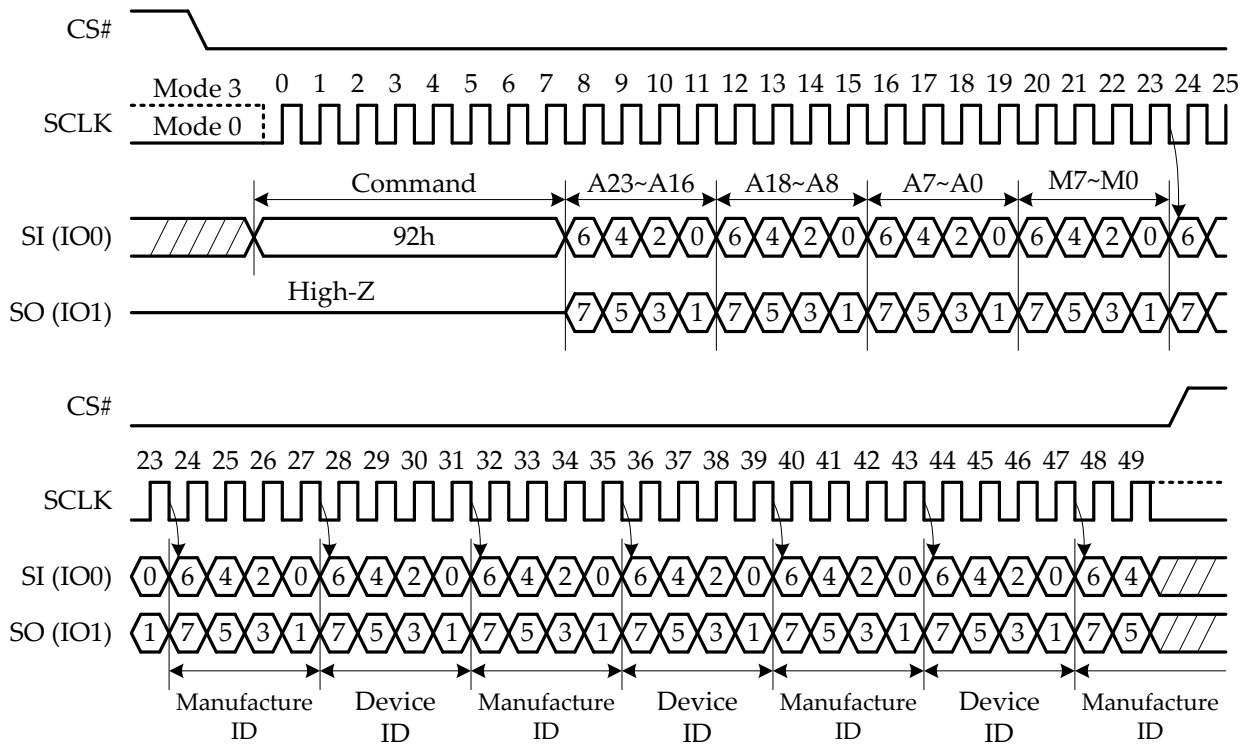 CS#
0 1 2 3 4 5 6 7 8 9 10 11 12 13 14 15 16 17 18 19 20 21 22 23 24 25
Mode 3
SCLK
Mode 0
Command A23~A16 A18~A8 A7~A0 M7~M0
SI (IO0) 92h 6 4 2 0 6 4 2 0 6 4 2 0 6 4 2 0 6
High-Z
SO (IO1) 7 5 3 1 7 5 3 1 7 5 3 1 7 5 3 1 7
CS#
23 24 25 26 27 28 29 30 31 32 33 34 35 36 37 38 39 40 41 42 43 44 45 46 47 48 49
SCLK
SI (IO0) 0 6 4 2 0 6 4 2 0 6 4 2 0 6 4 2 0 6 4 2 0 6 4 2 0 6 4
SO (IO1) 1 7 5 3 1 7 5 3 1 7 5 3 1 7 5 3 1 7 5 3 1 7 5 3 1 7 5
Manufacture Device Manufacture Device Manufacture Device Manufacture
ID ID ID ID ID ID ID